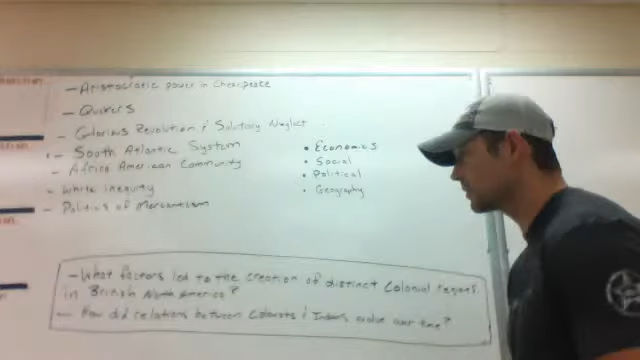 - Aristocratic power in Chesapeake
- Quakers
- Glorious Revolution & Salutary Neglect
- South Atlantic System
- African American Community
- White inequity
- Politics of Mercantism
• Economics
• Social
• Political
• Geography
- What factors led to the creation of distinct Colonial regions
in British North America?
- How did relations between Colonists & Indians evolve over time?